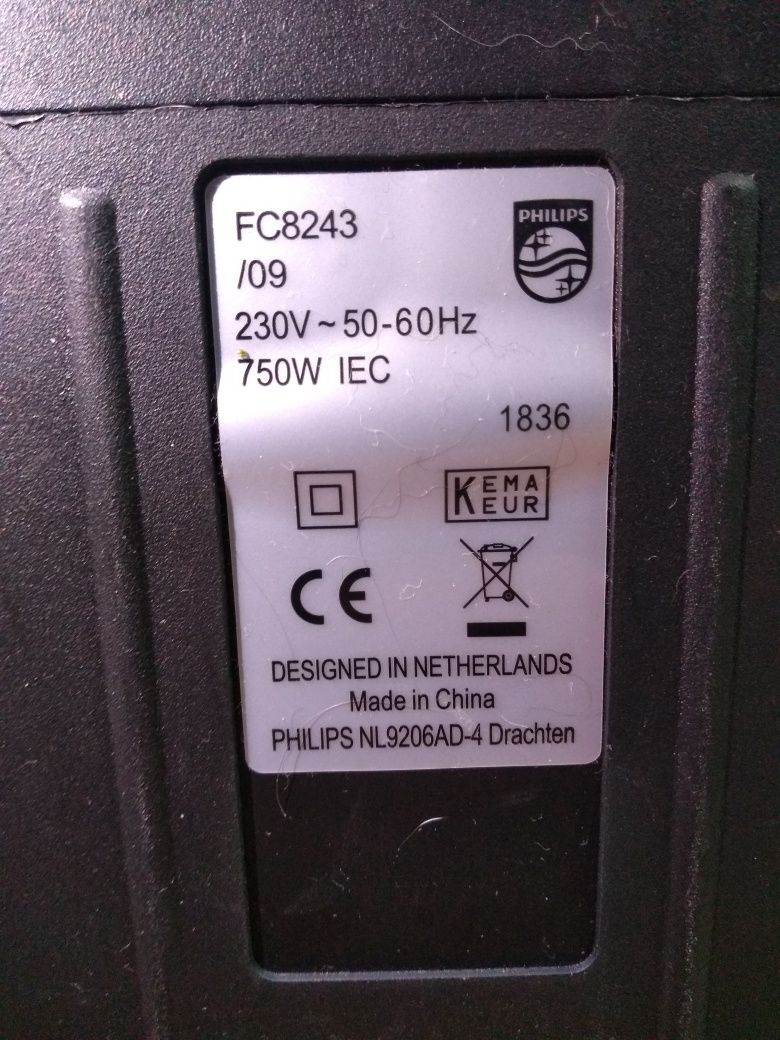 FC8243
PHILIPS
/09
230V~50-60Hz
750W IEC
1836
KEMA
EUR
CE
DESIGNED IN NETHERLANDS
Made in China
PHILIPS NL9206AD-4 Drachten